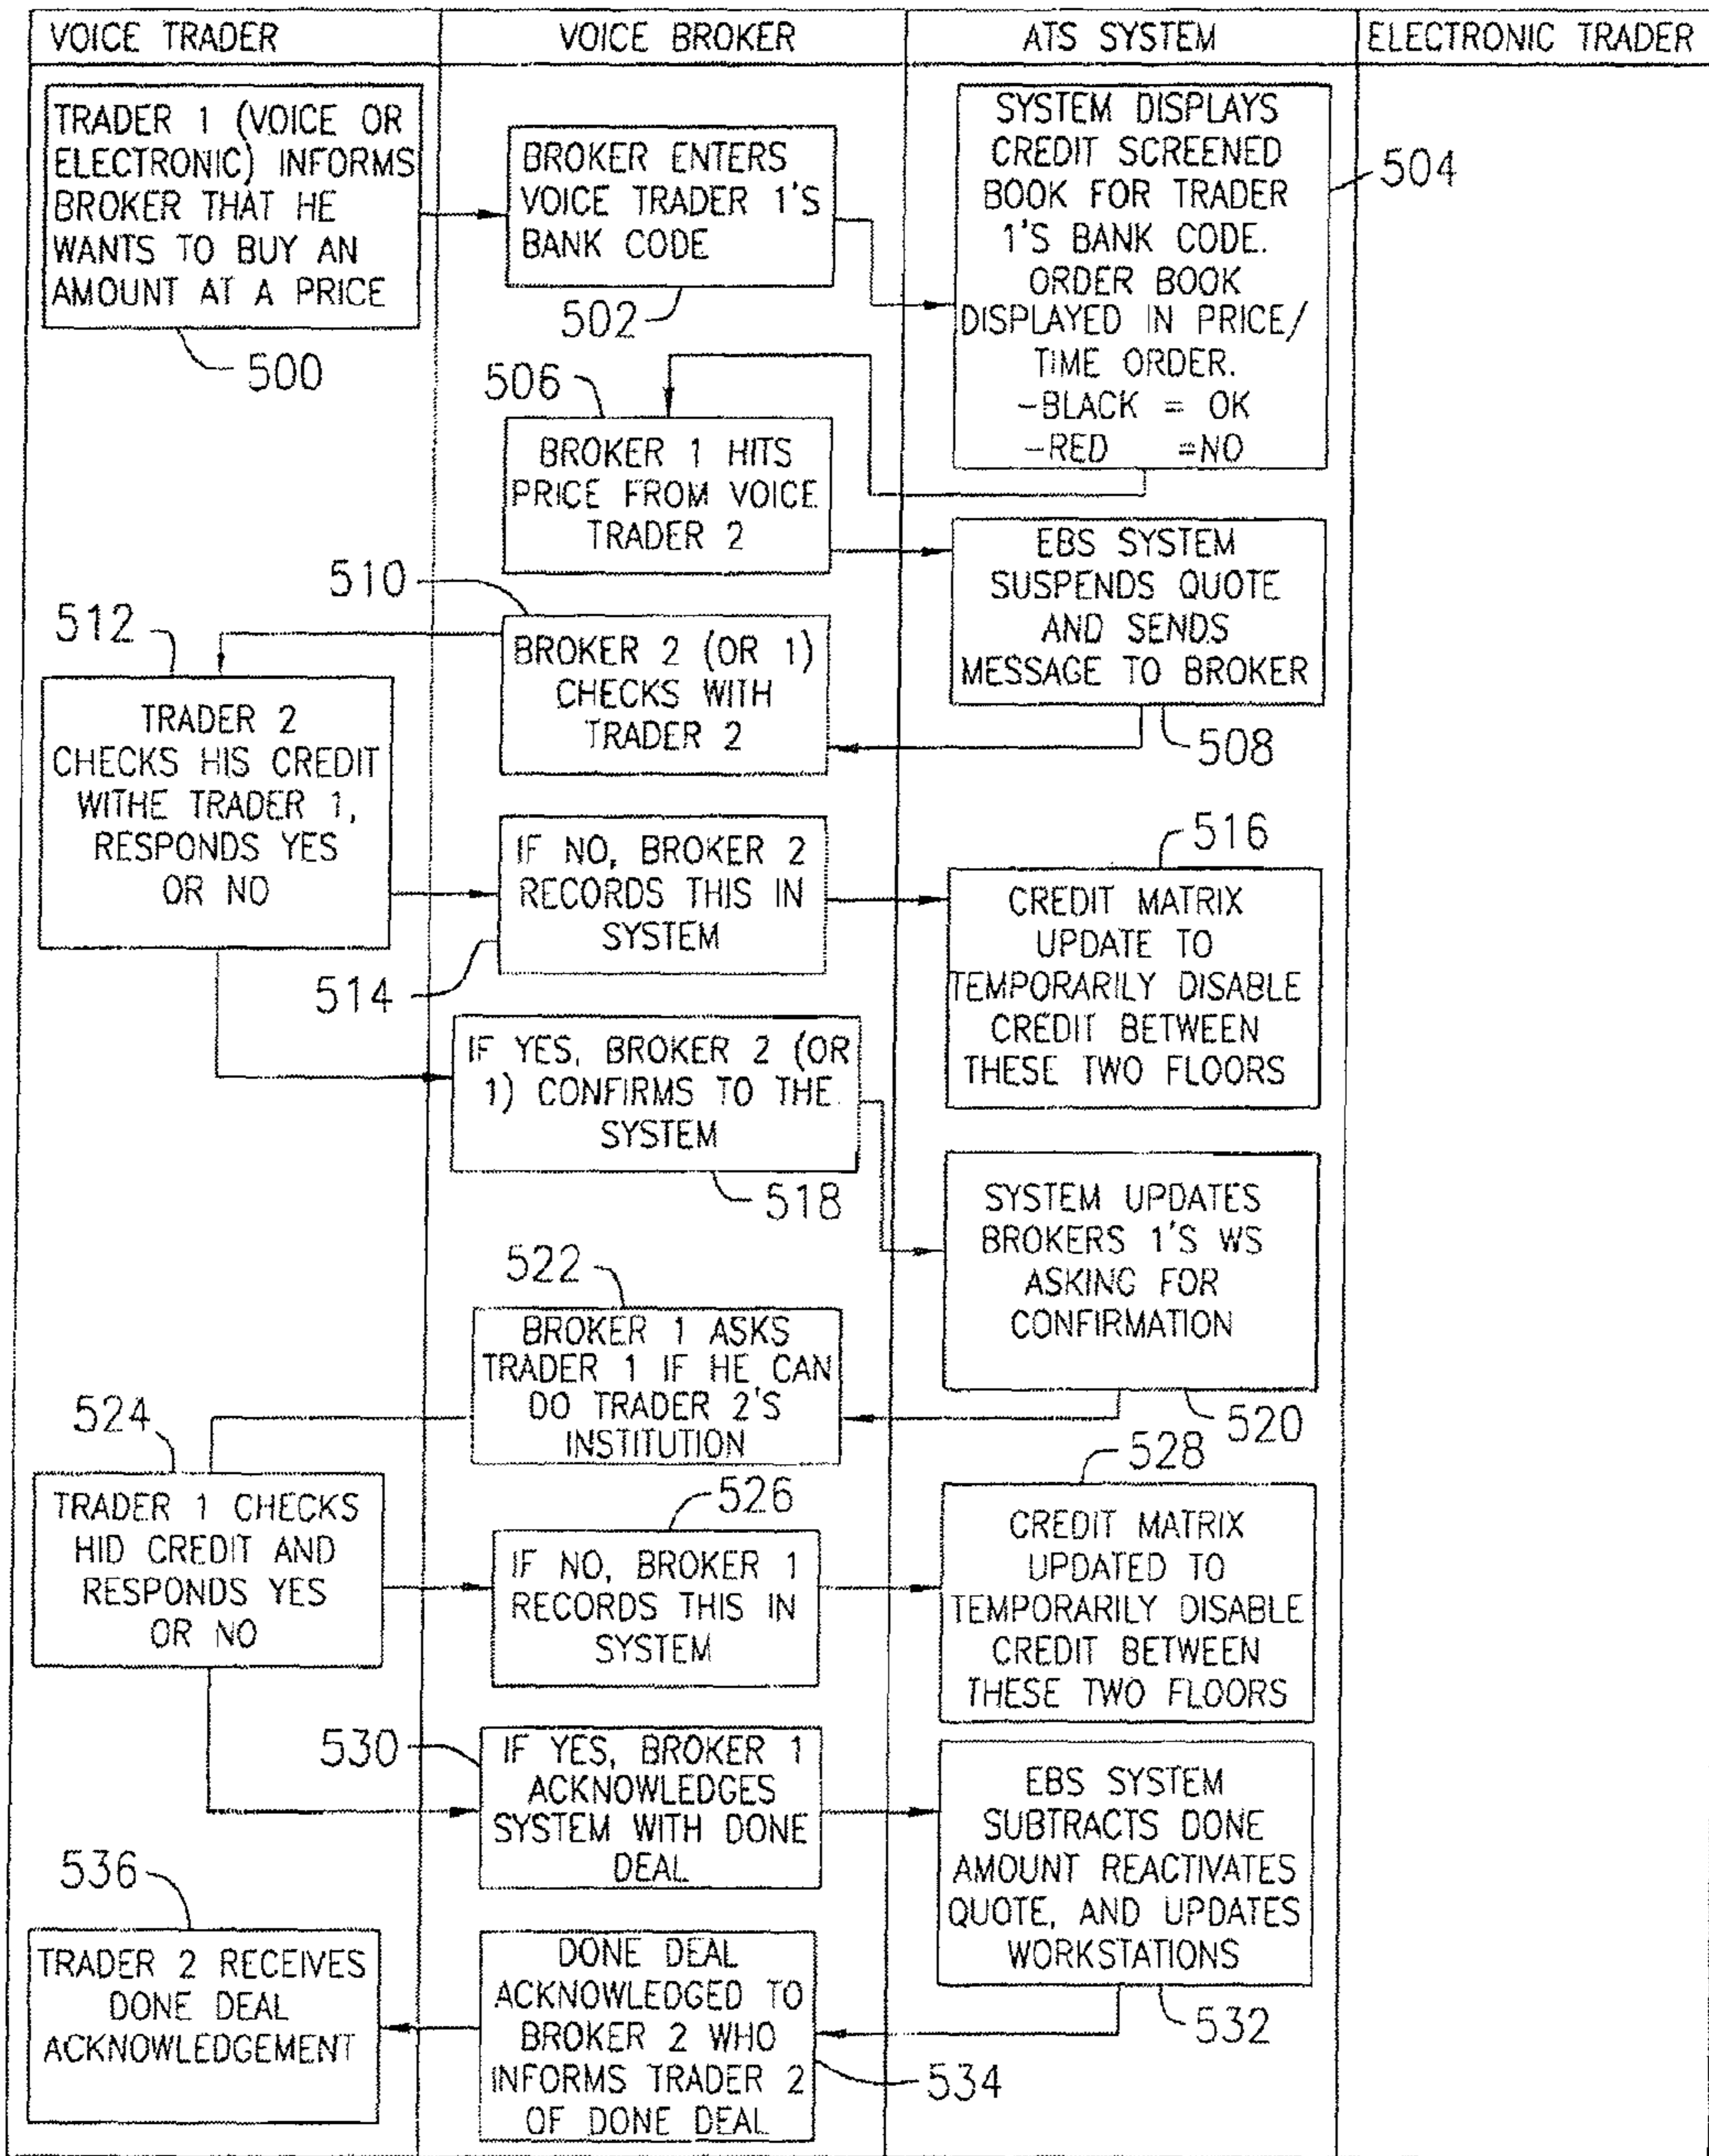 VOICE TRADER
VOICE BROKER
ATS SYSTEM
ELECTRONIC TRADER
TRADER 1 (VOICE OR
ELECTRONIC) INFORMS
BROKER THAT HE
WANTS TO BUY AN
AMOUNT AT A PRICE
500
BROKER ENTERS
VOICE TRADER 1'S
BANK CODE
502
SYSTEM DISPLAYS
CREDIT SCREENED
BOOK FOR TRADER
1'S BANK CODE.
ORDER BOOK
DISPLAYED IN PRICE/
TIME ORDER.
-BLACK = OK
-RED =NO
504
506
BROKER 1 HITS
PRICE FROM VOICE
TRADER 2
EBS SYSTEM
SUSPENDS QUOTE
AND SENDS
MESSAGE TO BROKER
508
510
BROKER 2 (OR 1)
CHECKS WITH
TRADER 2
512
TRADER 2
CHECKS HIS CREDIT
WITHE TRADER 1,
RESPONDS YES
OR NO
IF NO, BROKER 2
RECORDS THIS IN
SYSTEM
514
516
CREDIT MATRIX
UPDATE TO
TEMPORARILY DISABLE
CREDIT BETWEEN
THESE TWO FLOORS
IF YES, BROKER 2 (OR
1) CONFIRMS TO THE
SYSTEM
518
SYSTEM UPDATES
BROKERS 1'S WS
ASKING FOR
CONFIRMATION
520
522
BROKER 1 ASKS
TRADER 1 IF HE CAN
DO TRADER 2'S
INSTITUTION
524
TRADER 1 CHECKS
HID CREDIT AND
RESPONDS YES
OR NO
526
IF NO, BROKER 1
RECORDS THIS IN
SYSTEM
528
CREDIT MATRIX
UPDATED TO
TEMPORARILY DISABLE
CREDIT BETWEEN
THESE TWO FLOORS
530
IF YES, BROKER 1
ACKNOWLEDGES
SYSTEM WITH DONE
DEAL
EBS SYSTEM
SUBTRACTS DONE
AMOUNT REACTIVATES
QUOTE, AND UPDATES
WORKSTATIONS
532
DONE DEAL
ACKNOWLEDGED TO
BROKER 2 WHO
INFORMS TRADER 2
OF DONE DEAL
534
536
TRADER 2 RECEIVES
DONE DEAL
ACKNOWLEDGEMENT